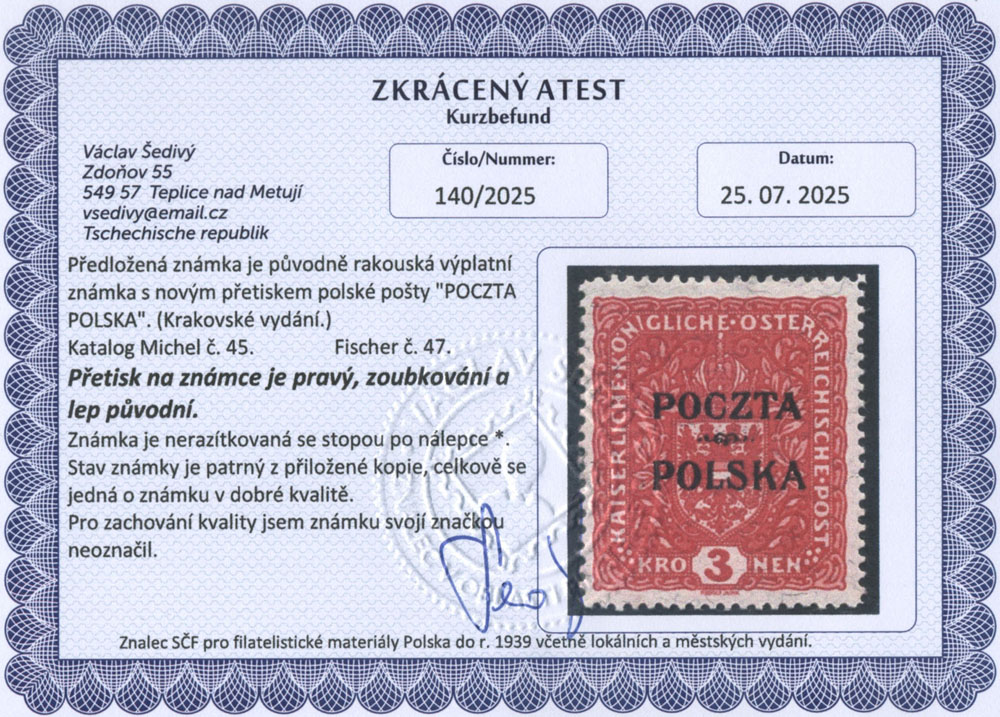 ZKRÁCENÝ ATEST
Kurzbefund
Václav Šedivý
Zdoňov 55
549 57 Teplice nad Metují
vsedivy@email.cz
Tschechische republik
Číslo/Nummer:
140/2025
Datum:
25. 07. 2025
Předložená známka je původně rakouská výplatní
známka s novým přetiskem polské pošty "POCZTA
POLSKA". (Krakovské vydání.)
Katalog Michel č. 45. Fischer č. 47.
Přetisk na známce je pravý, zoubkování a
lep původní.
Známka je nerazítkovaná se stopou po nálepce *.
Stav známky je patrný z přiložené kopie, celkově se
jedná o známku v dobré kvalitě.
Pro zachování kvality jsem známku svojí značkou
neoznačil.
KAISERLICHE·KÖNIGLICHE·ÖSTERREICHISCHE·POST
POCZTA
POLSKA
KRO 3 NEN
Znalec SČF pro filatelistické materiály Polska do r. 1939 včetně lokálních a městských vydání.